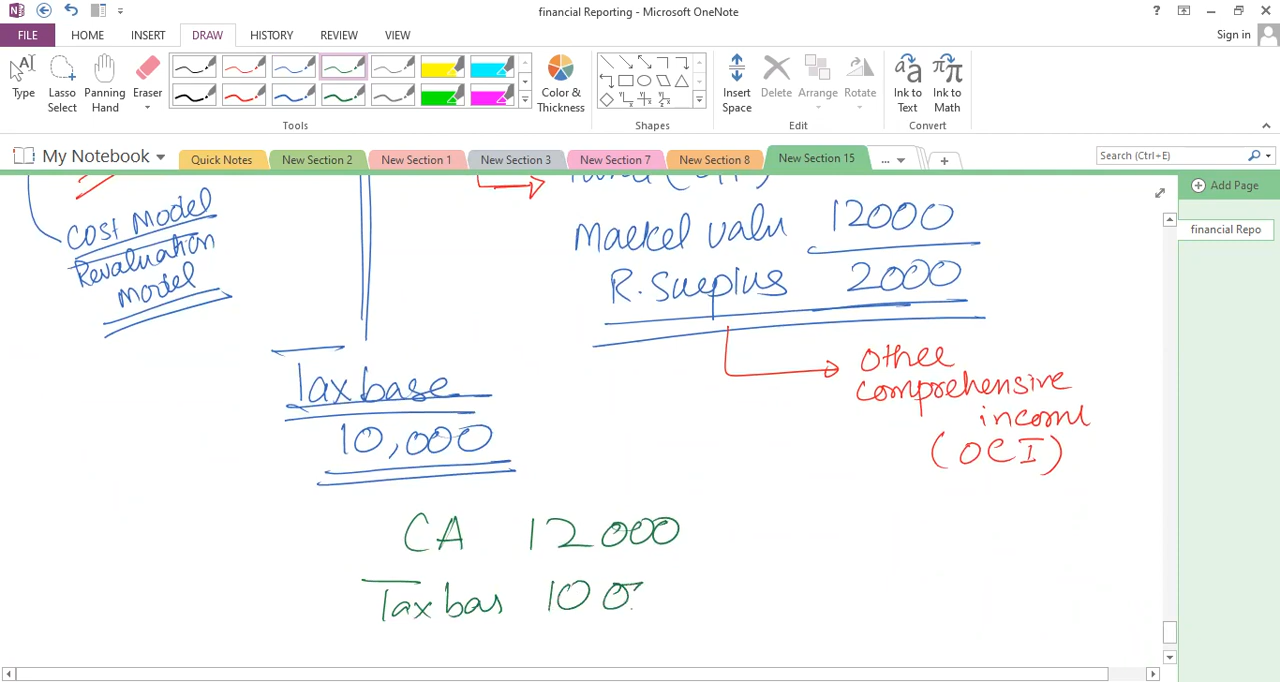 financial Reporting - Microsoft OneNote
?
FILE HOME INSERT DRAW HISTORY REVIEW VIEW
Sign in
Type
Lasso Select
Panning Hand
Eraser
Color & Thickness
Insert Space
Delete
Arrange
Rotate
Ink to Text
Ink to Math
Tools Shapes Edit Convert
My Notebook Quick Notes New Section 2 New Section 1 New Section 3 New Section 7 New Section 8 New Section 15 ... +
Search (Ctrl+E)
Add Page
financial Repo
Cost Model
Revaluation
Model
Market valu 12000
R. Surplus 2000
Other
comprehensive
income
(OCI)
Tax base
10,000
CA 12000
Tax bas 100